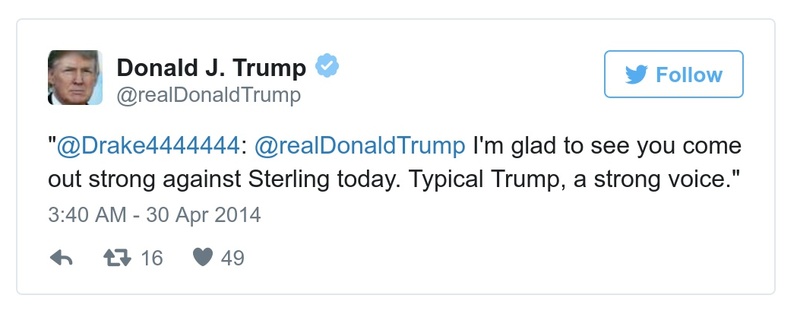 Donald J. Trump
@realDonaldTrump
Follow
"@Drake4444444: @realDonaldTrump I'm glad to see you come
out strong against Sterling today. Typical Trump, a strong voice."
3:40 AM - 30 Apr 2014
16 49